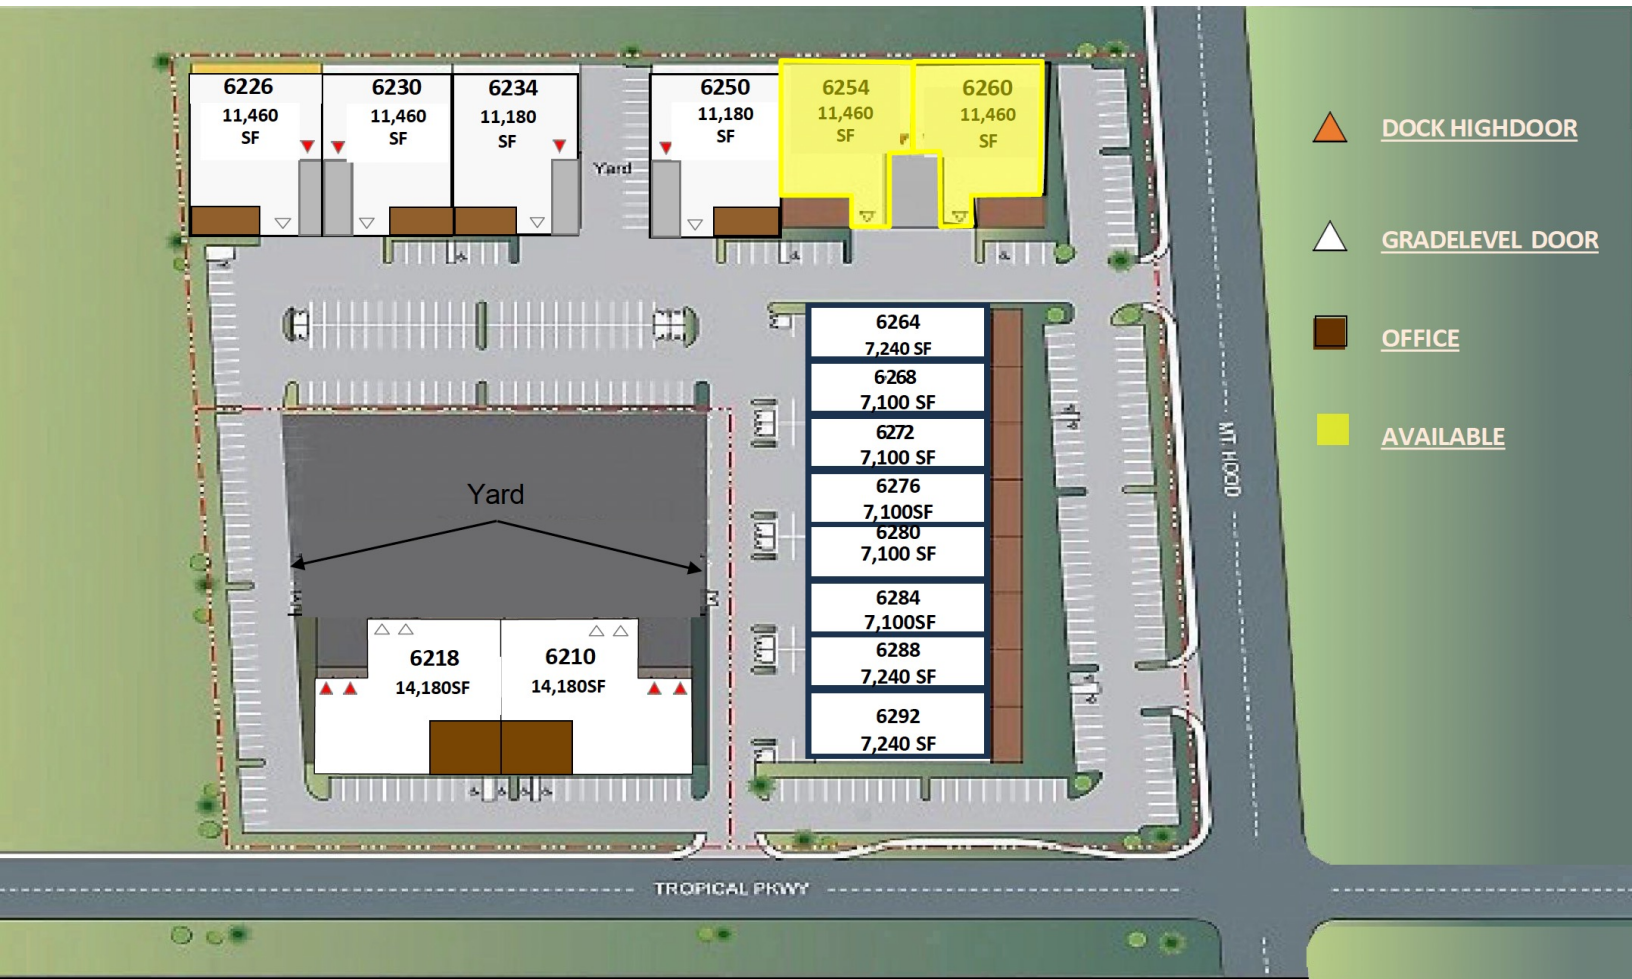 6226
11,460
SF
6230
11,460
SF
6234
11,180
SF
Yard
6250
11,180
SF
6254
11,460
SF
6260
11,460
SF
DOCK HIGHDOOR
GRADELEVEL DOOR
OFFICE
AVAILABLE
6264
7,240 SF
6268
7,100 SF
6272
7,100 SF
6276
7,100SF
6280
7,100 SF
6284
7,100SF
6288
7,240 SF
6292
7,240 SF
MT. HOOD
Yard
6218
14,180SF
6210
14,180SF
TROPICAL PKWY